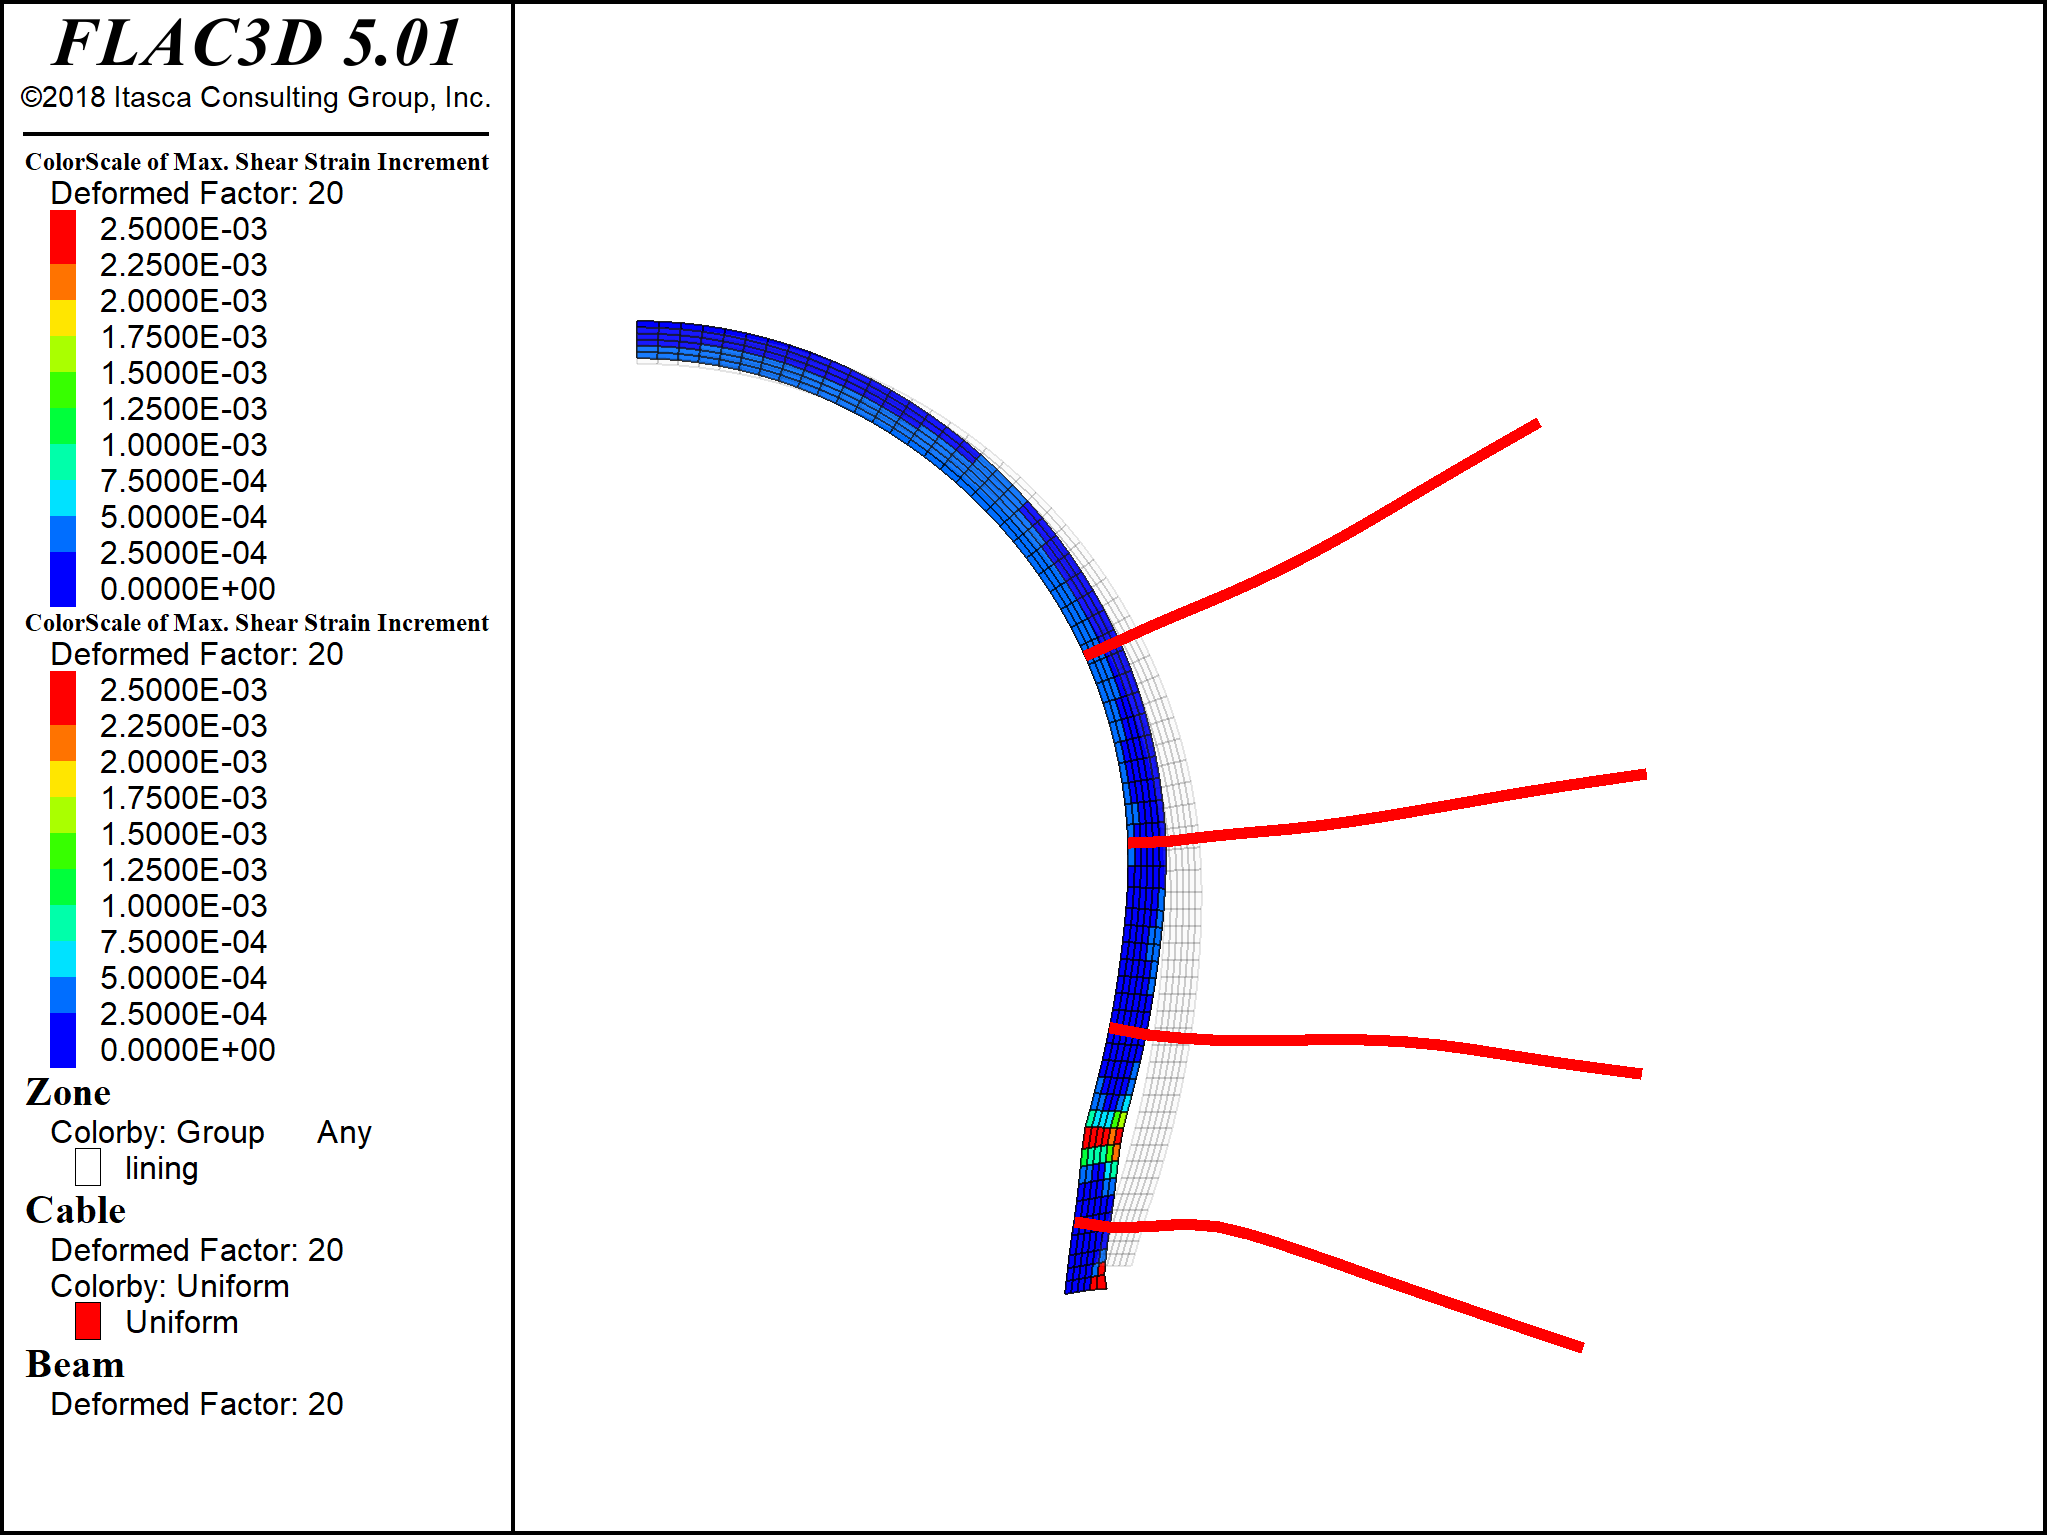 FLAC3D 5.01
©2018 Itasca Consulting Group, Inc.
ColorScale of Max. Shear Strain Increment
Deformed Factor: 20
2.5000E-03
2.2500E-03
2.0000E-03
1.7500E-03
1.5000E-03
1.2500E-03
1.0000E-03
7.5000E-04
5.0000E-04
2.5000E-04
0.0000E+00
ColorScale of Max. Shear Strain Increment
Deformed Factor: 20
2.5000E-03
2.2500E-03
2.0000E-03
1.7500E-03
1.5000E-03
1.2500E-03
1.0000E-03
7.5000E-04
5.0000E-04
2.5000E-04
0.0000E+00
Zone
Colorby: Group Any
lining
Cable
Deformed Factor: 20
Colorby: Uniform
Uniform
Beam
Deformed Factor: 20